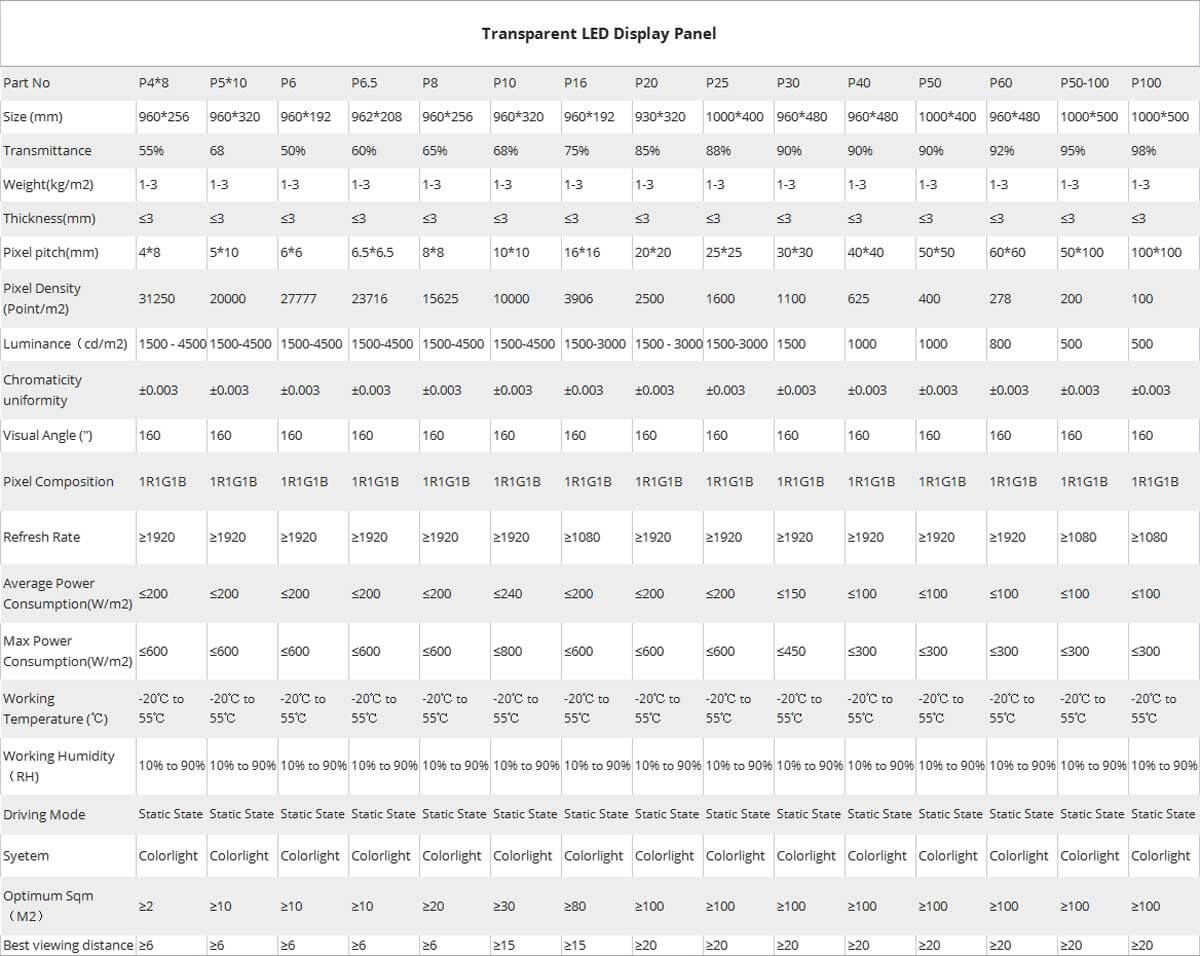 Transparent LED Display Panel
Part No P4*8 P5*10 P6 P6.5 P8 P10 P16 P20 P25 P30 P40 P50 P60 P50-100 P100
Size (mm) 960*256 960*320 960*192 962*208 960*256 960*320 960*192 930*320 1000*400 960*480 960*480 1000*400 960*480 1000*500 1000*500
Transmittance 55% 68 50% 60% 65% 68% 75% 85% 88% 90% 90% 90% 92% 95% 98%
Weight(kg/m2) 1-3 1-3 1-3 1-3 1-3 1-3 1-3 1-3 1-3 1-3 1-3 1-3 1-3 1-3 1-3
Thickness(mm) ≤3 ≤3 ≤3 ≤3 ≤3 ≤3 ≤3 ≤3 ≤3 ≤3 ≤3 ≤3 ≤3 ≤3 ≤3
Pixel pitch(mm) 4*8 5*10 6*6 6.5*6.5 8*8 10*10 16*16 20*20 25*25 30*30 40*40 50*50 60*60 50*100 100*100
Pixel Density
(Point/m2) 31250 20000 27777 23716 15625 10000 3906 2500 1600 1100 625 400 278 200 100
Luminance（cd/m2) 1500 - 4500 1500-4500 1500-4500 1500-4500 1500-4500 1500-4500 1500-3000 1500 - 3000 1500-3000 1500 1000 1000 800 500 500
Chromaticity
uniformity ±0.003 ±0.003 ±0.003 ±0.003 ±0.003 ±0.003 ±0.003 ±0.003 ±0.003 ±0.003 ±0.003 ±0.003 ±0.003 ±0.003 ±0.003
Visual Angle (") 160 160 160 160 160 160 160 160 160 160 160 160 160 160 160
Pixel Composition 1R1G1B 1R1G1B 1R1G1B 1R1G1B 1R1G1B 1R1G1B 1R1G1B 1R1G1B 1R1G1B 1R1G1B 1R1G1B 1R1G1B 1R1G1B 1R1G1B 1R1G1B
Refresh Rate ≥1920 ≥1920 ≥1920 ≥1920 ≥1920 ≥1920 ≥1080 ≥1920 ≥1920 ≥1920 ≥1920 ≥1920 ≥1920 ≥1080 ≥1080
Average Power
Consumption(W/m2) ≤200 ≤200 ≤200 ≤200 ≤200 ≤240 ≤200 ≤200 ≤200 ≤150 ≤100 ≤100 ≤100 ≤100 ≤100
Max Power
Consumption(W/m2) ≤600 ≤600 ≤600 ≤600 ≤600 ≤800 ≤600 ≤600 ≤600 ≤450 ≤300 ≤300 ≤300 ≤300 ≤300
Working -20℃ to -20℃ to -20℃ to -20℃ to -20℃ to -20℃ to -20℃ to -20℃ to -20℃ to -20℃ to -20℃ to -20℃ to -20℃ to -20℃ to -20℃ to
Temperature (℃) 55℃ 55℃ 55℃ 55℃ 55℃ 55℃ 55℃ 55℃ 55℃ 55℃ 55℃ 55℃ 55℃ 55℃ 55℃
Working Humidity
（RH) 10% to 90% 10% to 90% 10% to 90% 10% to 90% 10% to 90% 10% to 90% 10% to 90% 10% to 90% 10% to 90% 10% to 90% 10% to 90% 10% to 90% 10% to 90% 10% to 90% 10% to 90%
Driving Mode Static State Static State Static State Static State Static State Static State Static State Static State Static State Static State Static State Static State Static State Static State Static State
Syetem Colorlight Colorlight Colorlight Colorlight Colorlight Colorlight Colorlight Colorlight Colorlight Colorlight Colorlight Colorlight Colorlight Colorlight Colorlight
Optimum Sqm
（M2） ≥2 ≥10 ≥10 ≥10 ≥20 ≥30 ≥80 ≥100 ≥100 ≥100 ≥100 ≥100 ≥100 ≥100 ≥100
Best viewing distance ≥6 ≥6 ≥6 ≥6 ≥6 ≥15 ≥15 ≥20 ≥20 ≥20 ≥20 ≥20 ≥20 ≥20 ≥20